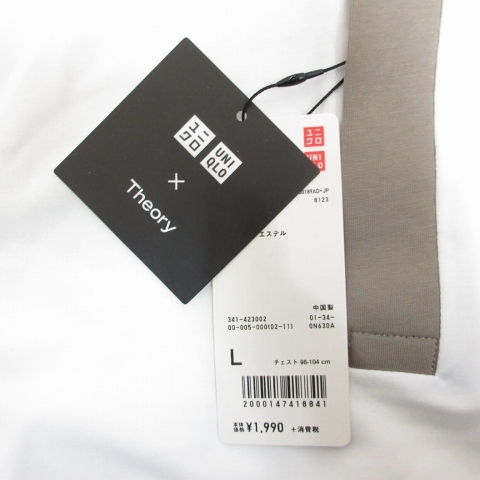 ユニ
クロ
UNI
QLO
×
Theory
ユニ
クロ
UNI
QLO
8123
エステル
中国製
341-423002
01-34-
00-005-000(02-11)
0N630A
L
チェスト 96-104 cm
2000147418841
本体
価格 ¥1,990 +消費税